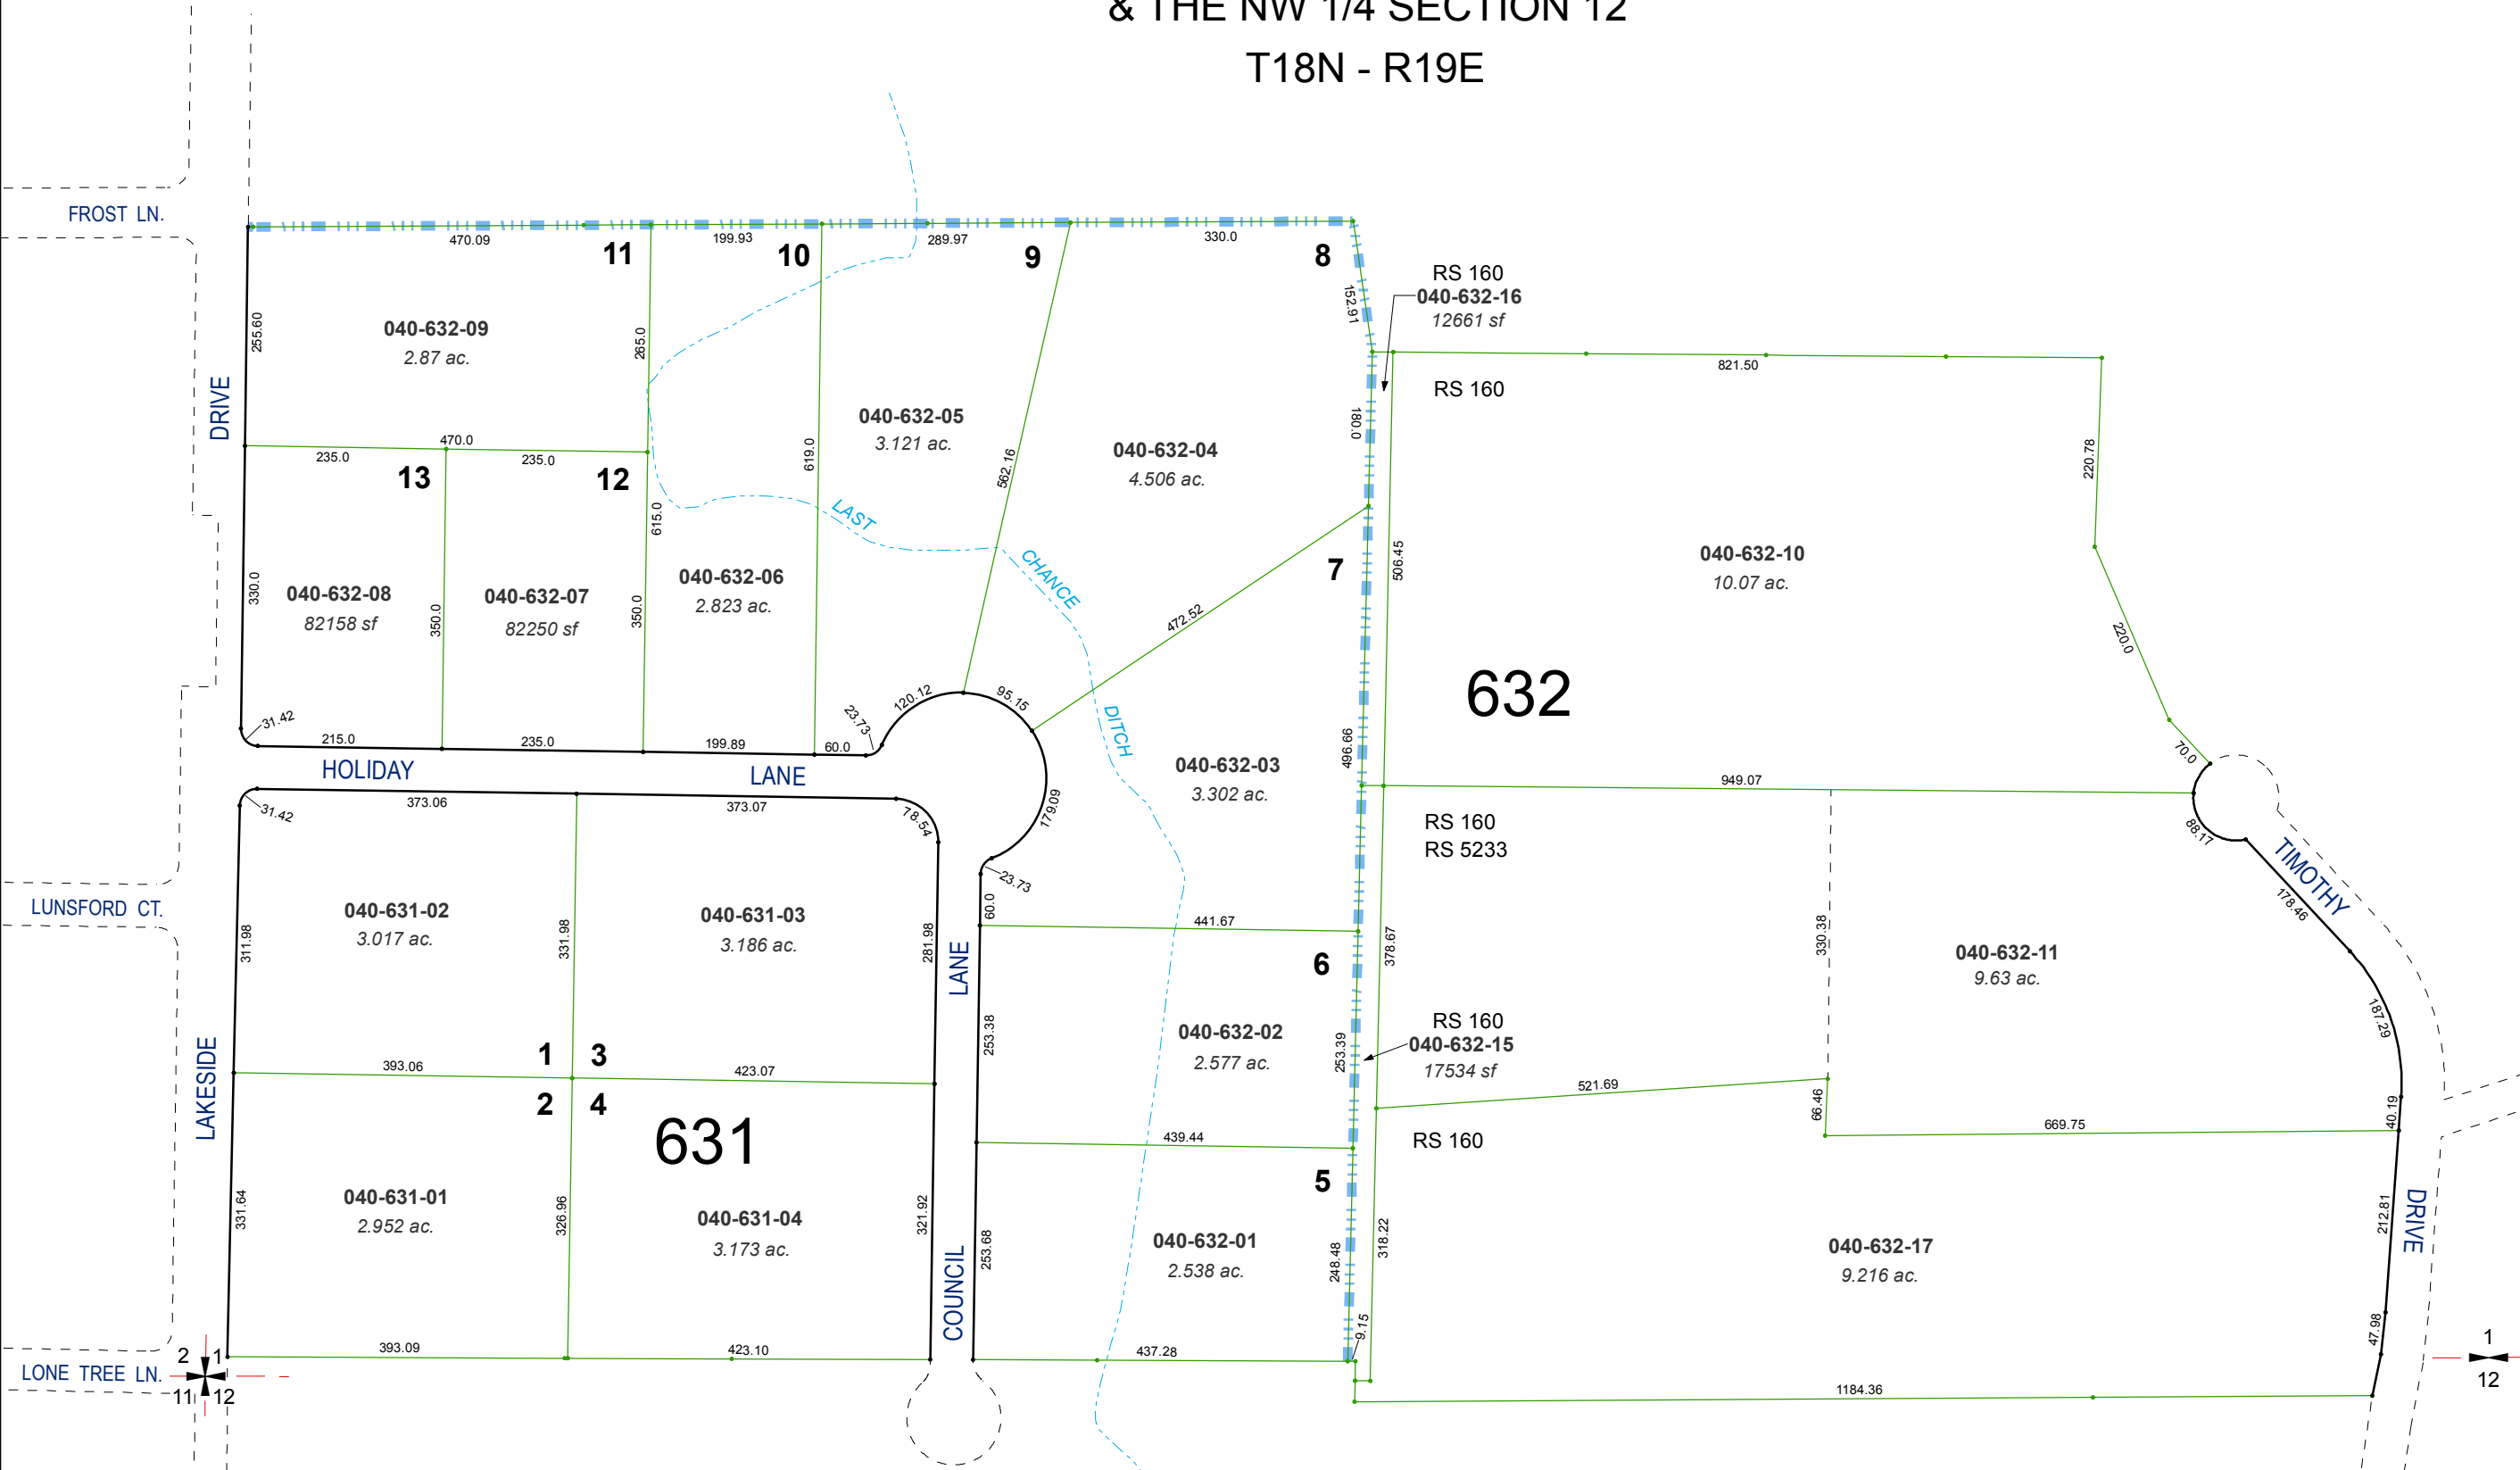 & THE NW 1/4 SECTION 12
T18N - R19E
FROST LN.
470.09
11
199.93
10
289.97
9
330.0
8
152.91
RS 160
040-632-16
12661 sf
255.60
040-632-09
2.87 ac.
265.0
821.50
RS 160
DRIVE
470.0
235.0
235.0
13
12
619.0
040-632-05
3.121 ac.
562.16
040-632-04
4.506 ac.
180.0
220.78
LAST
CHANCE
DITCH
615.0
7
506.45
040-632-10
10.07 ac.
330.0
040-632-08
82158 sf
350.0
040-632-07
82250 sf
350.0
040-632-06
2.823 ac.
472.52
220.0
632
31.42
215.0
235.0
199.89
60.0
23.73
120.12
95.15
179.09
496.66
70.0
HOLIDAY
LANE
040-632-03
3.302 ac.
949.07
88.17
31.42
373.06
373.07
78.54
RS 160
RS 5233
TIMOTHY
178.46
LUNSFORD CT.
311.98
040-631-02
3.017 ac.
331.98
040-631-03
3.186 ac.
281.98
LANE
60.0
23.73
441.67
6
378.67
330.38
040-632-11
9.63 ac.
187.29
LAKESIDE
393.06
1
3
423.07
2
4
253.38
040-632-02
2.577 ac.
253.39
RS 160
040-632-15
17534 sf
521.69
66.46
669.75
40.19
631
439.44
5
RS 160
331.64
040-631-01
2.952 ac.
326.96
040-631-04
3.173 ac.
321.92
COUNCIL
253.68
040-632-01
2.538 ac.
248.48
318.22
040-632-17
9.216 ac.
212.81
DRIVE
9.15
47.98
2
1
LONE TREE LN.
11
12
393.09
423.10
437.28
1184.36
1
12